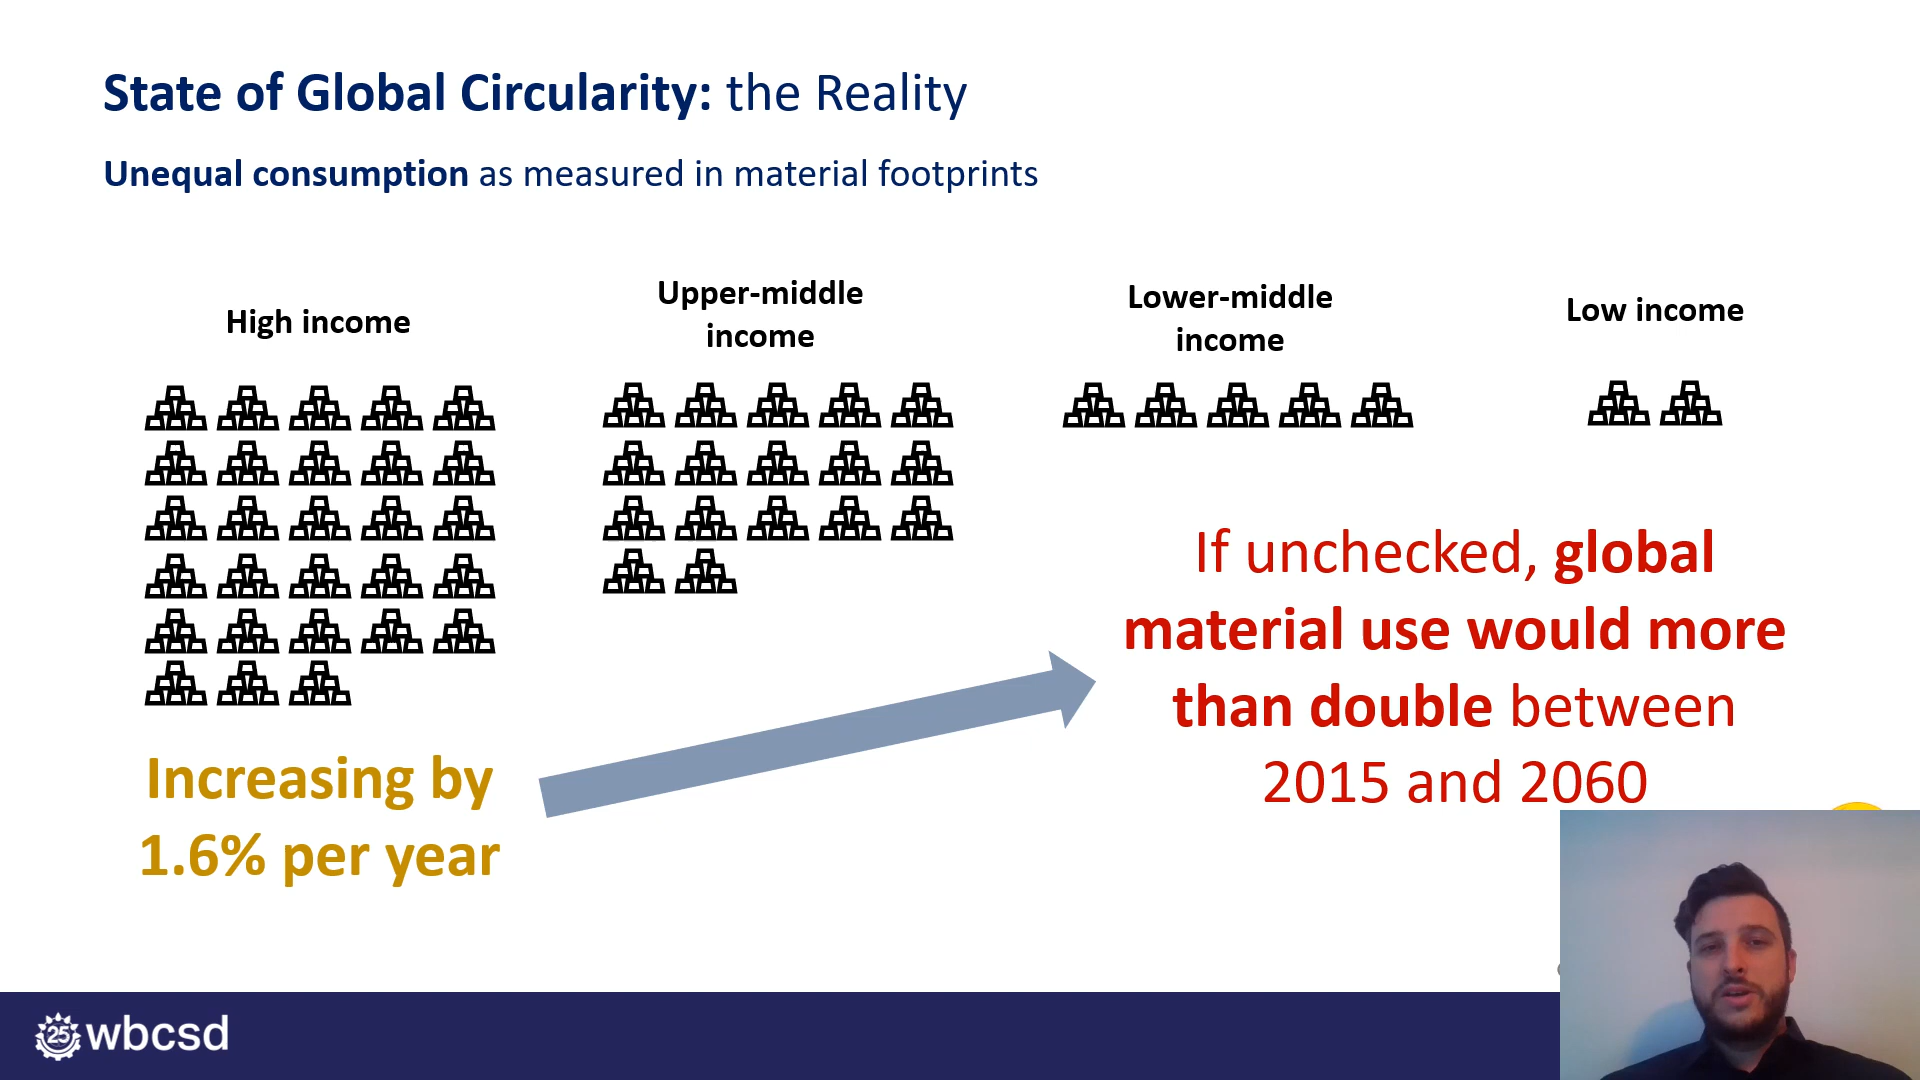 State of Global Circularity: the Reality
Unequal consumption as measured in material footprints
High income
Upper-middle
income
Lower-middle
income
Low income
If unchecked, global
material use would more
than double between
2015 and 2060
Increasing by
1.6% per year
25 wbcsd